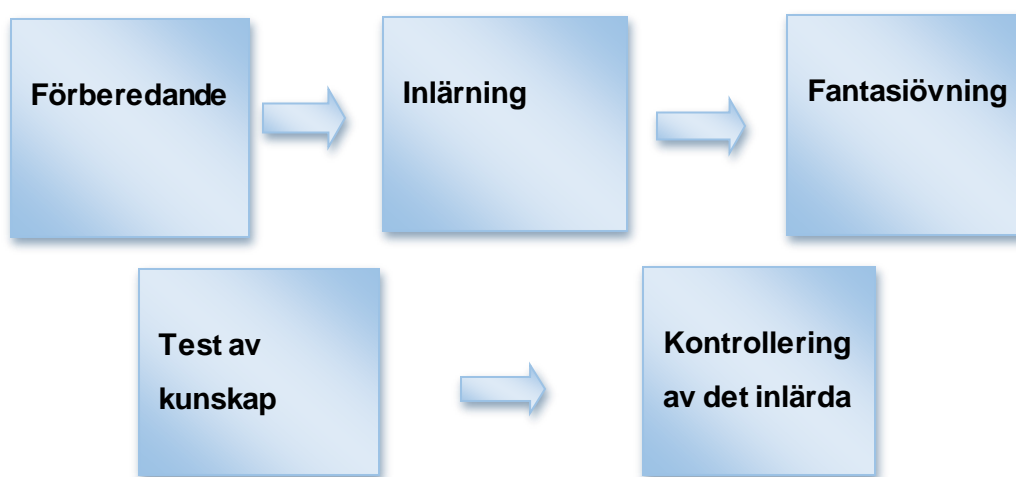 Förberedande
Inlärning
Fantasiövning
Test av
kunskap
Kontrollering
av det inlärda